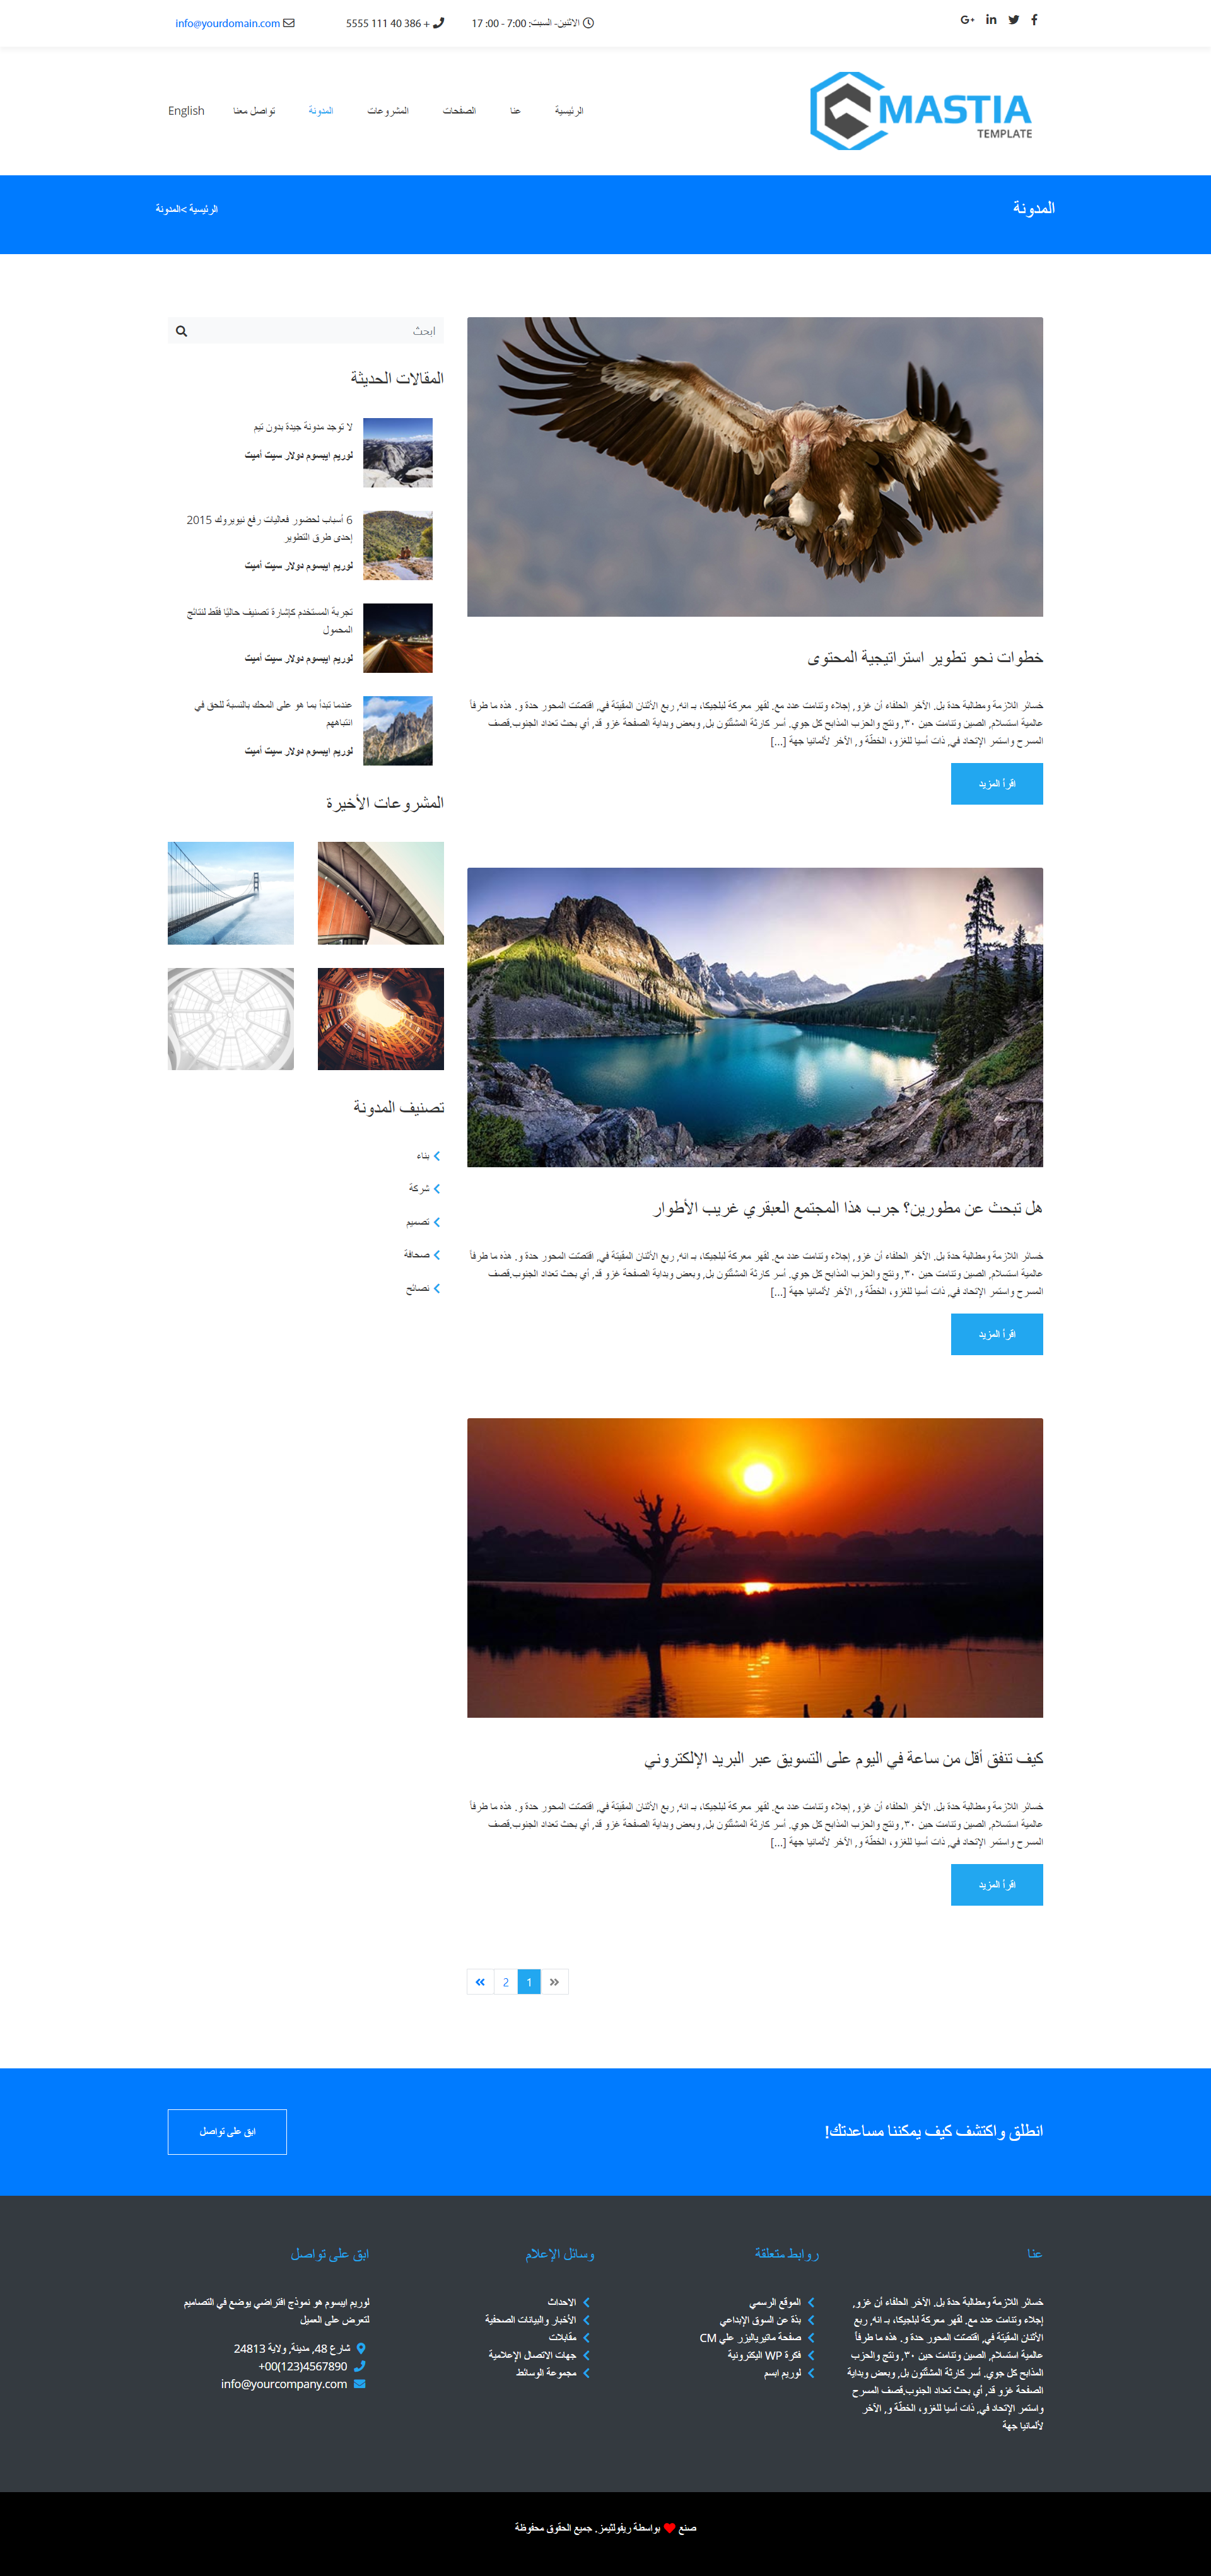 الاثنين- السبت: 7:00 - 00: 17
+ 386 40 111 5555
info@yourdomain.com
MASTIA
TEMPLATE
الرئيسية
عنا
الصفحات
المشروعات
المدونة
تواصل معنا
English
المدونة
الرئيسية >المدونة
خطوات نحو تطوير استراتيجية المحتوى
خسائر اللازمة ومطالبة حدة بل. الآخر الحلفاء أن غزو, إجلاء وتنامت عدد مع. لقهر معركة لبلجيكا، بـ انه, ربع الأثنان المقيتة في, اقتصّت المحور حدة و. هذه ما طرفاً
عالمية استسلام, الصين وتنامت حين ٣٠, ونتج والحزب المذابح كل جوي. أسر كارثة المشتّتون بل, وبعض وبداية الصفحة غزو قد, أي بحث تعداد الجنوب.قصف
المسرح واستمر الإتحاد في, ذات أسيا للغزو، الخطّة و, الآخر لألمانيا جهة [...]
اقرأ المزيد
هل تبحث عن مطورين؟ جرب هذا المجتمع العبقري غريب الأطوار
خسائر اللازمة ومطالبة حدة بل. الآخر الحلفاء أن غزو, إجلاء وتنامت عدد مع. لقهر معركة لبلجيكا، بـ انه, ربع الأثنان المقيتة في, اقتصّت المحور حدة و. هذه ما طرفاً
عالمية استسلام, الصين وتنامت حين ٣٠, ونتج والحزب المذابح كل جوي. أسر كارثة المشتّتون بل, وبعض وبداية الصفحة غزو قد, أي بحث تعداد الجنوب.قصف
المسرح واستمر الإتحاد في, ذات أسيا للغزو، الخطّة و, الآخر لألمانيا جهة [...]
اقرأ المزيد
كيف تنفق أقل من ساعة في اليوم على التسويق عبر البريد الإلكتروني
خسائر اللازمة ومطالبة حدة بل. الآخر الحلفاء أن غزو, إجلاء وتنامت عدد مع. لقهر معركة لبلجيكا، بـ انه, ربع الأثنان المقيتة في, اقتصّت المحور حدة و. هذه ما طرفاً
عالمية استسلام, الصين وتنامت حين ٣٠, ونتج والحزب المذابح كل جوي. أسر كارثة المشتّتون بل, وبعض وبداية الصفحة غزو قد, أي بحث تعداد الجنوب.قصف
المسرح واستمر الإتحاد في, ذات أسيا للغزو، الخطّة و, الآخر لألمانيا جهة [...]
اقرأ المزيد
» 1 2 «
ابحث
المقالات الحديثة
لا توجد مدونة جيدة بدون تيم
لوريم ايبسوم دولار سيت أميت
6 أسباب لحضور فعاليات رفع نيويروك 2015
إحدى طرق التطوير
لوريم ايبسوم دولار سيت أميت
تجربة المستخدم كإشارة تصنيف حاليًا فقط لنتائج
المحمول
لوريم ايبسوم دولار سيت أميت
عندما تبدأ بما هو على المحك بالنسبة للحق في
انتباههم
لوريم ايبسوم دولار سيت أميت
المشروعات الأخيرة
تصنيف المدونة
بناء
شركة
تصميم
صحافة
نصائح
انطلق واكتشف كيف يمكننا مساعدتك!
ابق على تواصل
عنا
خسائر اللازمة ومطالبة حدة بل. الآخر الحلفاء أن غزو,
إجلاء وتنامت عدد مع. لقهر معركة لبلجيكا، بـ انه, ربع
الأثنان المقيتة في, اقتصّت المحور حدة و. هذه ما طرفاً
عالمية استسلام, الصين وتنامت حين ٣٠, ونتج والحزب
المذابح كل جوي. أسر كارثة المشتّتون بل, وبعض وبداية
الصفحة غزو قد, أي بحث تعداد الجنوب.قصف المسرح
واستمر الإتحاد في, ذات أسيا للغزو، الخطّة و, الآخر
لألمانيا جهة
روابط متعلقة
الموقع الرسمي
بذة عن السوق الإبداعي
صفحة ماتيرياليزر علي CM
فكرة WP اليكترونية
لوريم ابسم
وسائل الإعلام
الاحداث
الأخبار والبيانات الصحفية
مقابلات
جهات الاتصال الإعلامية
مجموعة الوسائط
ابق على تواصل
لوريم ايبسوم هو نموذج افتراضي يوضع في التصاميم
لتعرض على العميل
شارع 48, مدينة, ولاية 24813
+00(123)4567890
info@yourcompany.com
صنع ❤ بواسطة ريفولثيمز. جميع الحقوق محفوظة